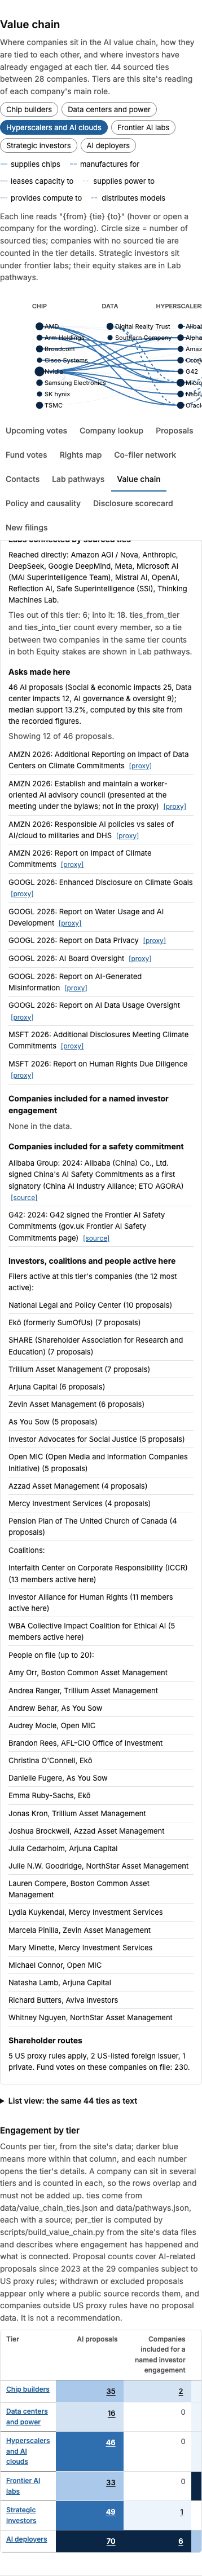 Value chain
Where companies sit in the AI value chain, how they
are tied to each other, and where investors have
already engaged at each tier. 44 sourced ties
between 28 companies. Tiers are this site's reading
of each company's main role.
Chip builders
Data centers and power
Hyperscalers and AI clouds
Frontier AI labs
Strategic investors
AI deployers
supplies chips
manufactures for
leases capacity to
supplies power to
provides compute to
distributes models
Each line reads "{from} {tie} {to}" (hover or open a
company for the wording). Circle size = number of
sourced ties; companies with no sourced tie are
counted in the tier details. Strategic investors sit
around frontier labs; their equity stakes are in Lab
pathways.
CHIP
DATA
HYPERSCALERS
AMD
Arm Holdings
Broadcom
Cisco Systems
Nvidia
Samsung Electronics
SK hynix
TSMC
Digital Realty Trust
Southern Company
G42
Upcoming votes
Company lookup
Proposals
Fund votes
Rights map
Co-filer network
Contacts
Lab pathways
Value chain
Policy and causality
Disclosure scorecard
New filings
Labs connected by sourced ties
Reached directly: Amazon AGI / Nova, Anthropic,
DeepSeek, Google DeepMind, Meta, Microsoft AI
(MAI Superintelligence Team), Mistral AI, OpenAI,
Reflection AI, Safe Superintelligence (SSI), Thinking
Machines Lab.
Ties out of this tier: 6; into it: 18. ties_from_tier
and ties_into_tier count every member, so a tie
between two companies in the same tier counts
in both Equity stakes are shown in Lab pathways.
Asks made here
46 AI proposals (Social & economic impacts 25, Data
center impacts 12, AI governance & oversight 9);
median support 13.2%, computed by this site from
the recorded figures.
Showing 12 of 46 proposals.
AMZN 2026: Additional Reporting on Impact of Data
Centers on Climate Commitments [proxy]
AMZN 2026: Establish and maintain a worker-
oriented AI advisory council (presented at the
meeting under the bylaws; not in the proxy) [proxy]
AMZN 2026: Responsible AI policies vs sales of
AI/cloud to militaries and DHS [proxy]
AMZN 2026: Report on Impact of Climate
Commitments [proxy]
GOOGL 2026: Enhanced Disclosure on Climate Goals
[proxy]
GOOGL 2026: Report on Water Usage and AI
Development [proxy]
GOOGL 2026: Report on Data Privacy [proxy]
GOOGL 2026: AI Board Oversight [proxy]
GOOGL 2026: Report on AI-Generated
Misinformation [proxy]
GOOGL 2026: Report on AI Data Usage Oversight
[proxy]
MSFT 2026: Additional Disclosures Meeting Climate
Commitments [proxy]
MSFT 2026: Report on Human Rights Due Diligence
[proxy]
Companies included for a named investor
engagement
None in the data.
Companies included for a safety commitment
Alibaba Group: 2024: Alibaba (China) Co., Ltd.
signed China's AI Safety Commitments as a first
signatory (China AI Industry Alliance; ETO AGORA)
[source]
G42: 2024: G42 signed the Frontier AI Safety
Commitments (gov.uk Frontier AI Safety
Commitments page) [source]
Investors, coalitions and people active here
Filers active at this tier's companies (the 12 most
active):
National Legal and Policy Center (10 proposals)
Ekō (formerly SumOfUs) (7 proposals)
SHARE (Shareholder Association for Research and
Education) (7 proposals)
Trillium Asset Management (7 proposals)
Arjuna Capital (6 proposals)
Zevin Asset Management (6 proposals)
As You Sow (5 proposals)
Investor Advocates for Social Justice (5 proposals)
Open MIC (Open Media and Information Companies
Initiative) (5 proposals)
Azzad Asset Management (4 proposals)
Mercy Investment Services (4 proposals)
Pension Plan of The United Church of Canada (4
proposals)
Coalitions:
Interfaith Center on Corporate Responsibility (ICCR)
(13 members active here)
Investor Alliance for Human Rights (11 members
active here)
WBA Collective Impact Coalition for Ethical AI (5
members active here)
People on file (up to 20):
Amy Orr, Boston Common Asset Management
Andrea Ranger, Trillium Asset Management
Andrew Behar, As You Sow
Audrey Mocle, Open MIC
Brandon Rees, AFL-CIO Office of Investment
Christina O'Connell, Ekō
Danielle Fugere, As You Sow
Emma Ruby-Sachs, Ekō
Jonas Kron, Trillium Asset Management
Joshua Brockwell, Azzad Asset Management
Julia Cedarholm, Arjuna Capital
Julie N.W. Goodridge, NorthStar Asset Management
Lauren Compere, Boston Common Asset
Management
Lydia Kuykendal, Mercy Investment Services
Marcela Pinilla, Zevin Asset Management
Mary Minette, Mercy Investment Services
Michael Connor, Open MIC
Natasha Lamb, Arjuna Capital
Richard Butters, Aviva Investors
Whitney Nguyen, NorthStar Asset Management
Shareholder routes
5 US proxy rules apply, 2 US-listed foreign issuer, 1
private. Fund votes on these companies on file: 230.
List view: the same 44 ties as text
Engagement by tier
Counts per tier, from the site's data; darker blue
means more within that column, and each number
opens the tier's details. A company can sit in several
tiers and is counted in each, so the rows overlap and
must not be added up. ties come from
data/value_chain_ties.json and data/pathways.json,
each with a source; per_tier is computed by
scripts/build_value_chain.py from the site's data files
and describes where engagement has happened and
what is connected. Proposal counts cover AI-related
proposals since 2023 at the 29 companies subject to
US proxy rules; withdrawn or excluded proposals
appear only where a public source records them, and
companies outside US proxy rules have no proposal
data. It is not a recommendation.
Tier
AI proposals
Companies
included for a
named investor
engagement
Chip builders 35 2
Data centers
and power 16 0
Hyperscalers
and AI
clouds 46 0
Frontier AI
labs 33 0
Strategic
investors 49 1
AI deployers 70 6